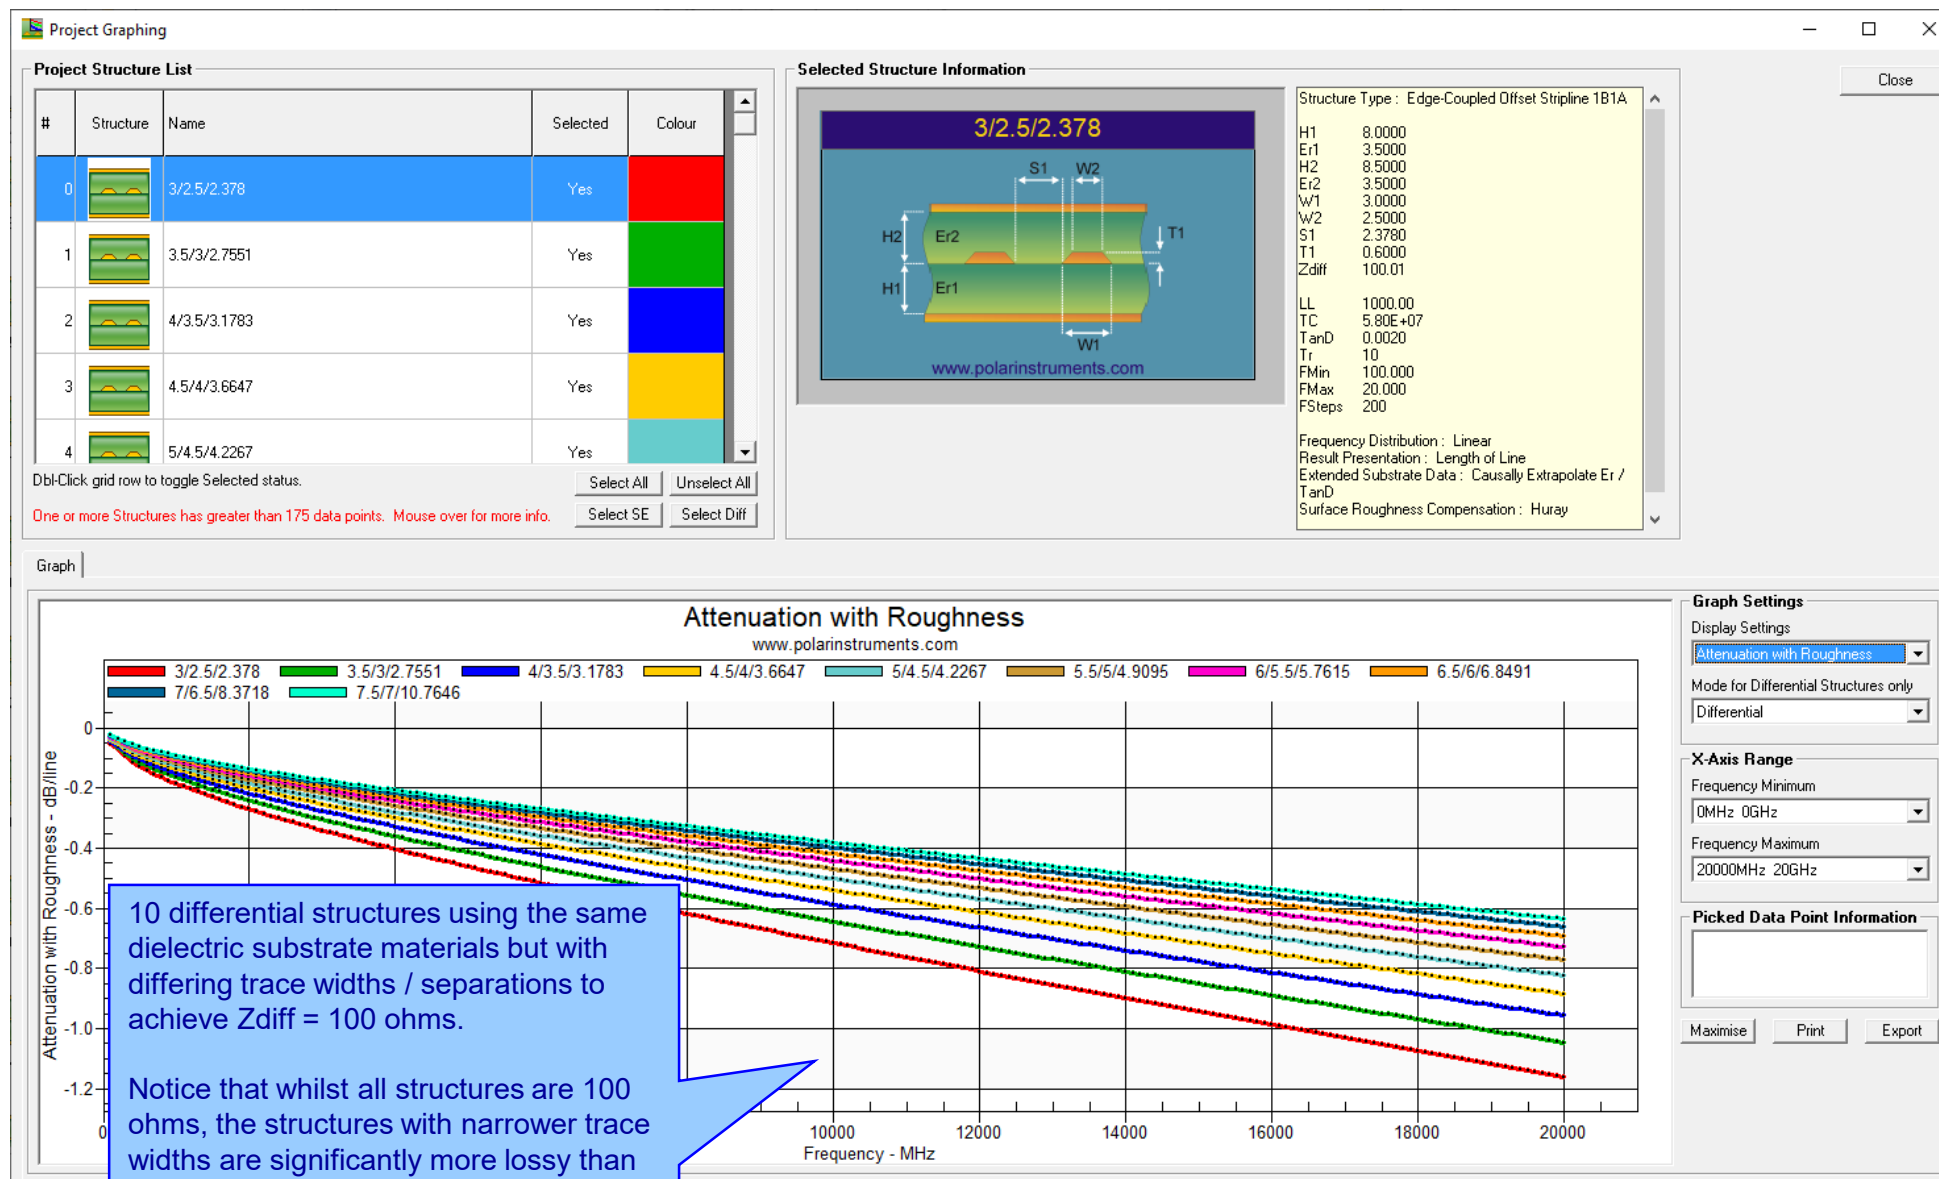 Project Graphing
Project Structure List
# Structure Name Selected Colour
0 3/2.5/2.378 Yes
1 3.5/3/2.7551 Yes
2 4/3.5/3.1783 Yes
3 4.5/4/3.6647 Yes
4 5/4.5/4.2267 Yes
Dbl-Click grid row to toggle Selected status.
Select All Unselect All
One or more Structures has greater than 175 data points. Mouse over for more info.
Select SE Select Diff
Selected Structure Information
3/2.5/2.378
S1 W2
H2 Er2 T1
H1 Er1
W1
www.polarinstruments.com
Structure Type : Edge-Coupled Offset Stripline 1B1A
H1 8.0000
Er1 3.5000
H2 8.5000
Er2 3.5000
W1 3.0000
W2 2.5000
S1 2.3780
T1 0.6000
Zdiff 100.01
LL 1000.00
TC 5.80E+07
TanD 0.0020
Tr 10
FMin 100.000
FMax 20.000
FSteps 200
Frequency Distribution : Linear
Result Presentation : Length of Line
Extended Substrate Data : Causally Extrapolate Er /
TanD
Surface Roughness Compensation : Huray
Close
Graph
Attenuation with Roughness
www.polarinstruments.com
3/2.5/2.378 3.5/3/2.7551 4/3.5/3.1783 4.5/4/3.6647 5/4.5/4.2267 5.5/5/4.9095 6/5.5/5.7615 6.5/6/6.8491
7/6.5/8.3718 7.5/7/10.7646
Attenuation with Roughness - dB/line
0
-0.2
-0.4
-0.6
-0.8
-1.0
-1.2
0 10000 12000 14000 16000 18000 20000
Frequency - MHz
10 differential structures using the same
dielectric substrate materials but with
differing trace widths / separations to
achieve Zdiff = 100 ohms.
Notice that whilst all structures are 100
ohms, the structures with narrower trace
widths are significantly more lossy than
Graph Settings
Display Settings
Attenuation with Roughness
Mode for Differential Structures only
Differential
X-Axis Range
Frequency Minimum
0MHz 0GHz
Frequency Maximum
20000MHz 20GHz
Picked Data Point Information
Maximise Print Export